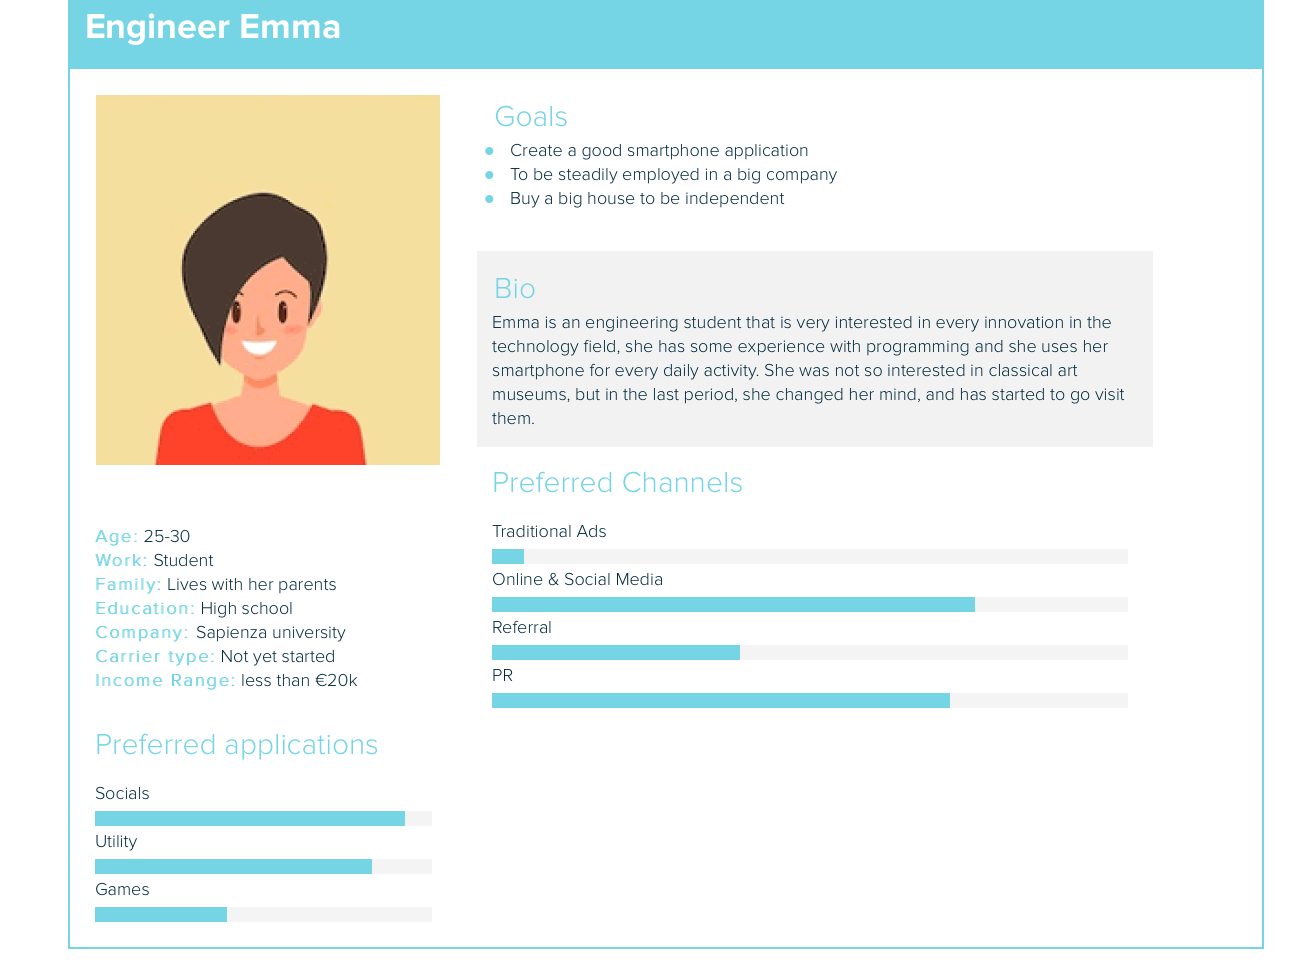 Engineer Emma
Goals
Create a good smartphone application
To be steadily employed in a big company
Buy a big house to be independent
Bio
Emma is an engineering student that is very interested in every innovation in the
technology field, she has some experience with programming and she uses her
smartphone for every daily activity. She was not so interested in classical art
museums, but in the last period, she changed her mind, and has started to go visit
them.
Preferred Channels
Traditional Ads
Online & Social Media
Referral
PR
Age: 25-30
Work: Student
Family: Lives with her parents
Education: High school
Company: Sapienza university
Carrier type: Not yet started
Income Range: less than €20k
Preferred applications
Socials
Utility
Games